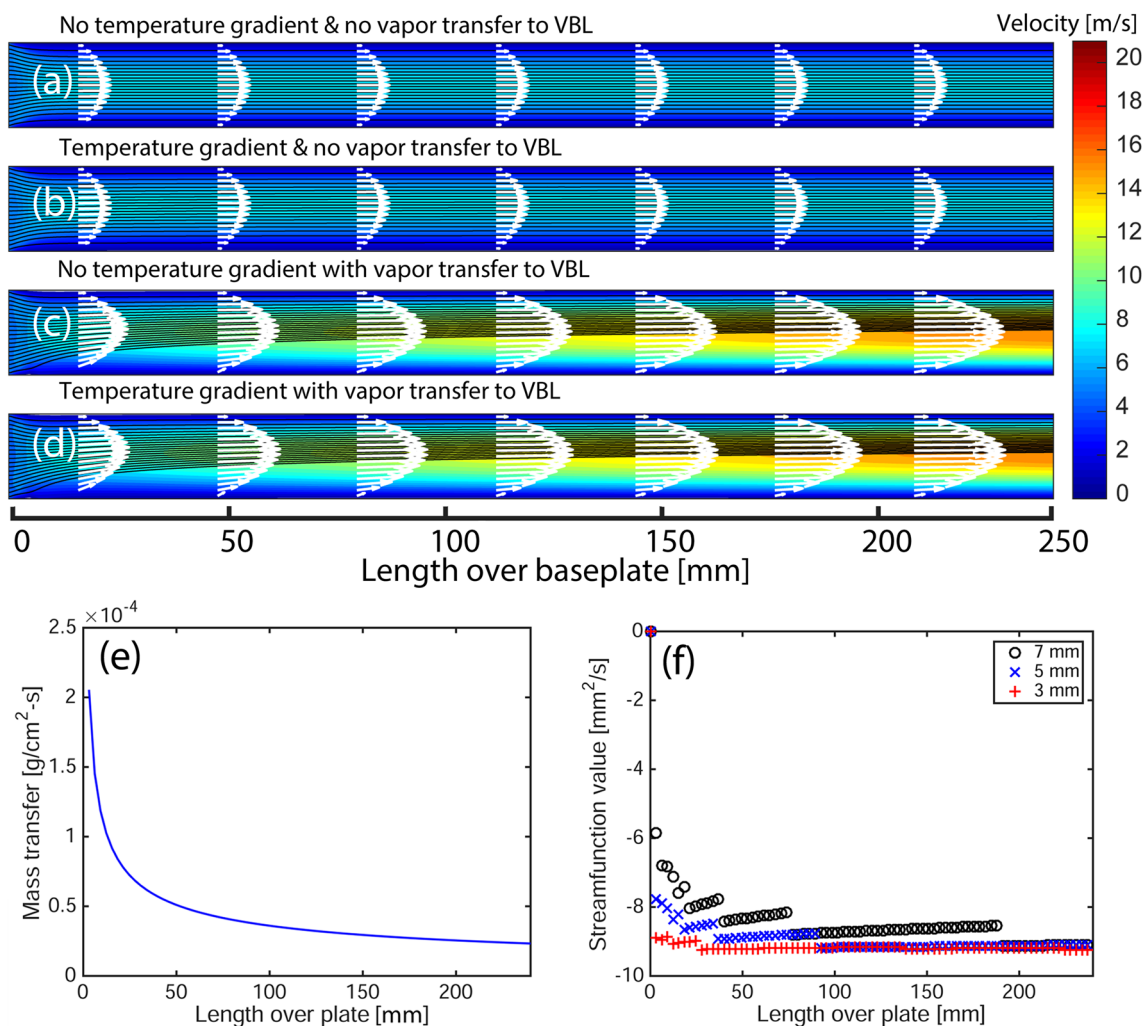 No temperature gradient & no vapor transfer to VBL
Velocity [m/s]
(a)
Temperature gradient & no vapor transfer to VBL
(b)
No temperature gradient with vapor transfer to VBL
(c)
Temperature gradient with vapor transfer to VBL
(d)
20
18
16
14
12
10
8
6
4
2
0
0 50 100 150 200 250
Length over baseplate [mm]
×10⁻⁴
(e)
2.5
2
1.5
1
0.5
0
Mass transfer [g/cm²-s]
0 50 100 150 200
Length over plate [mm]
(f)
7 mm
5 mm
3 mm
0
-2
-4
-6
-8
-10
Streamfunction value [mm²/s]
0 50 100 150 200
Length over plate [mm]